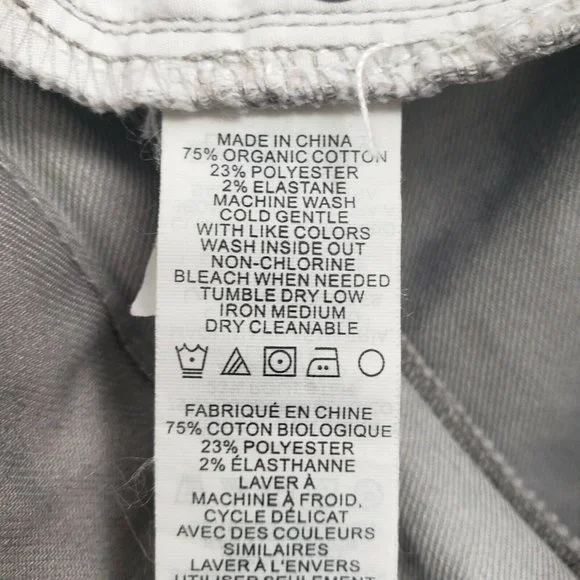 MADE IN CHINA
75% ORGANIC COTTON
23% POLYESTER
2% ELASTANE
MACHINE WASH
COLD GENTLE
WITH LIKE COLORS
WASH INSIDE OUT
NON-CHLORINE
BLEACH WHEN NEEDED
TUMBLE DRY LOW
IRON MEDIUM
DRY CLEANABLE
FABRIQUÉ EN CHINE
75% COTON BIOLOGIQUE
23% POLYESTER
2% ÉLASTHANNE
LAVER À
MACHINE À FROID,
CYCLE DÉLICAT
AVEC DES COULEURS
SIMILAIRES
LAVER À L'ENVERS
UTILISER SEULEMENT